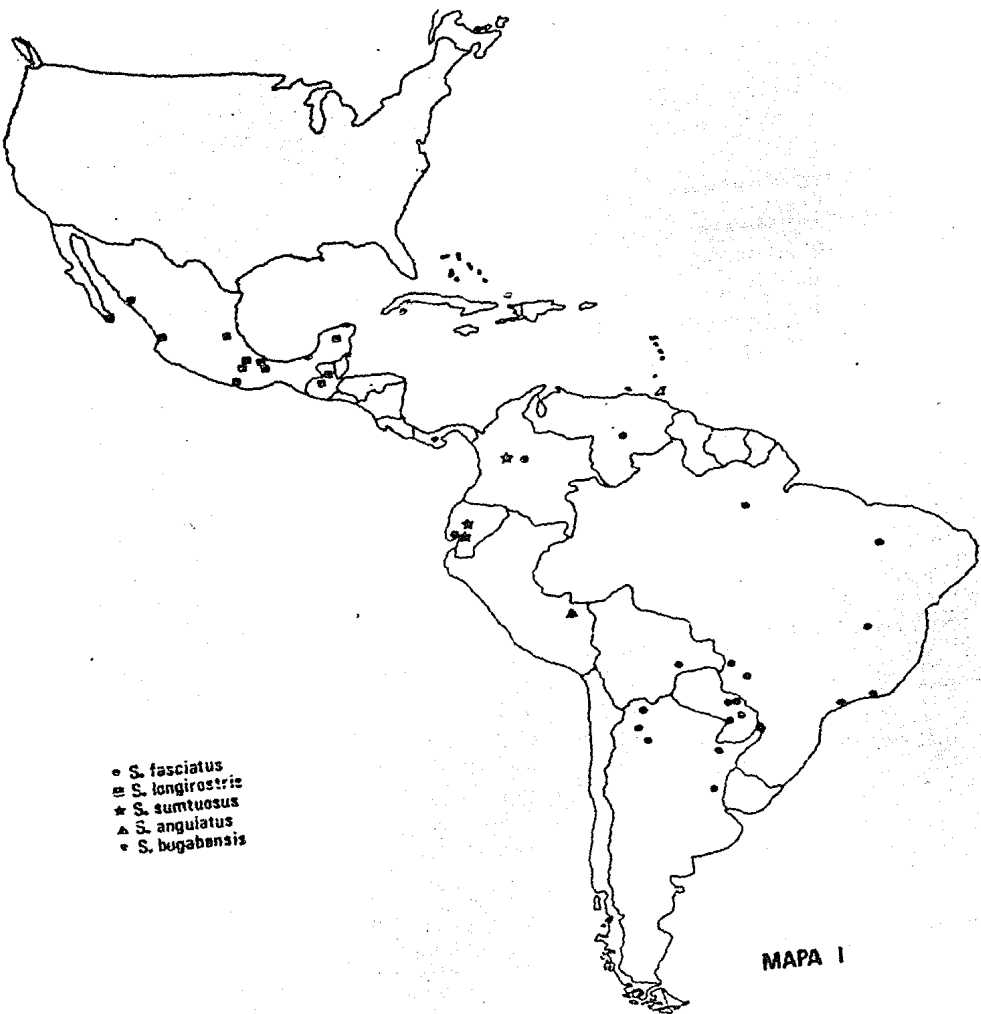 S. fasciatus
S. longirostris
S. sumtuosus
S. angulatus
S. bugabensis
MAPA I